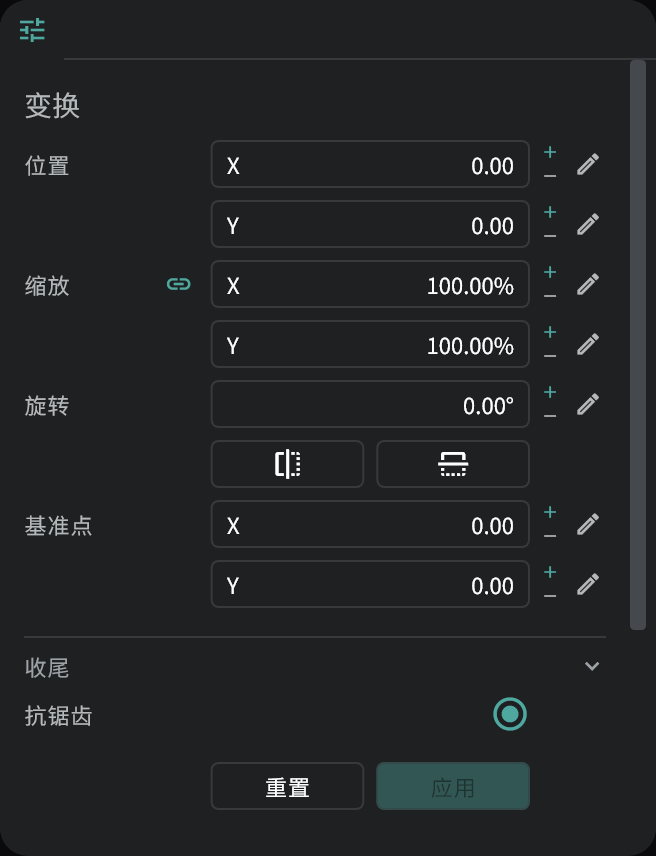 变换
位置 X 0.00
Y 0.00
缩放 X 100.00%
Y 100.00%
旋转 0.00°
基准点 X 0.00
Y 0.00
收尾
抗锯齿
重置 应用